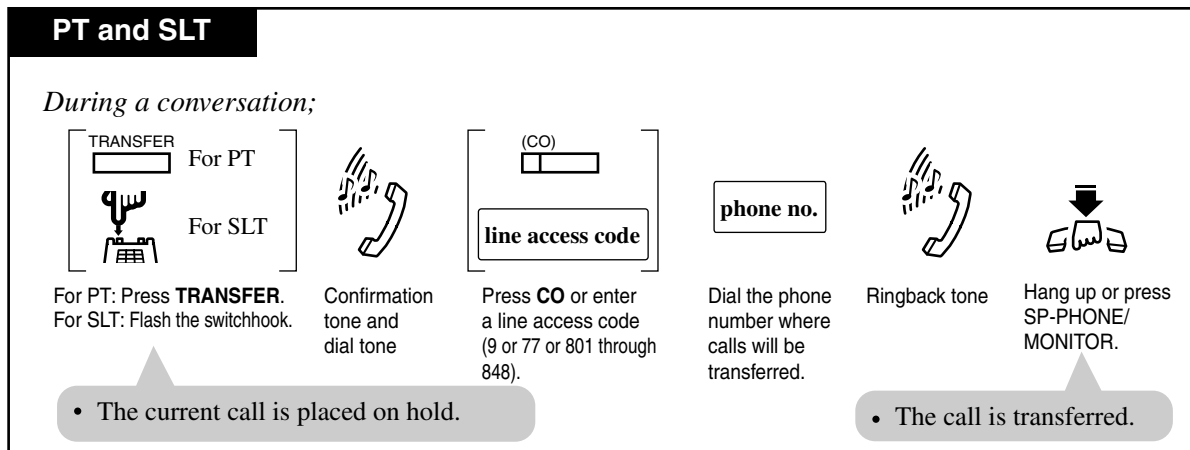 PT and SLT
During a conversation;
TRANSFER
For PT
For SLT
(CO)
line access code
phone no.
For PT: Press TRANSFER.
For SLT: Flash the switchhook.
Confirmation
tone and
dial tone
Press CO or enter
a line access code
(9 or 77 or 801 through
848).
Dial the phone
number where
calls will be
transferred.
Ringback tone
Hang up or press
SP-PHONE/
MONITOR.
• The current call is placed on hold.
• The call is transferred.